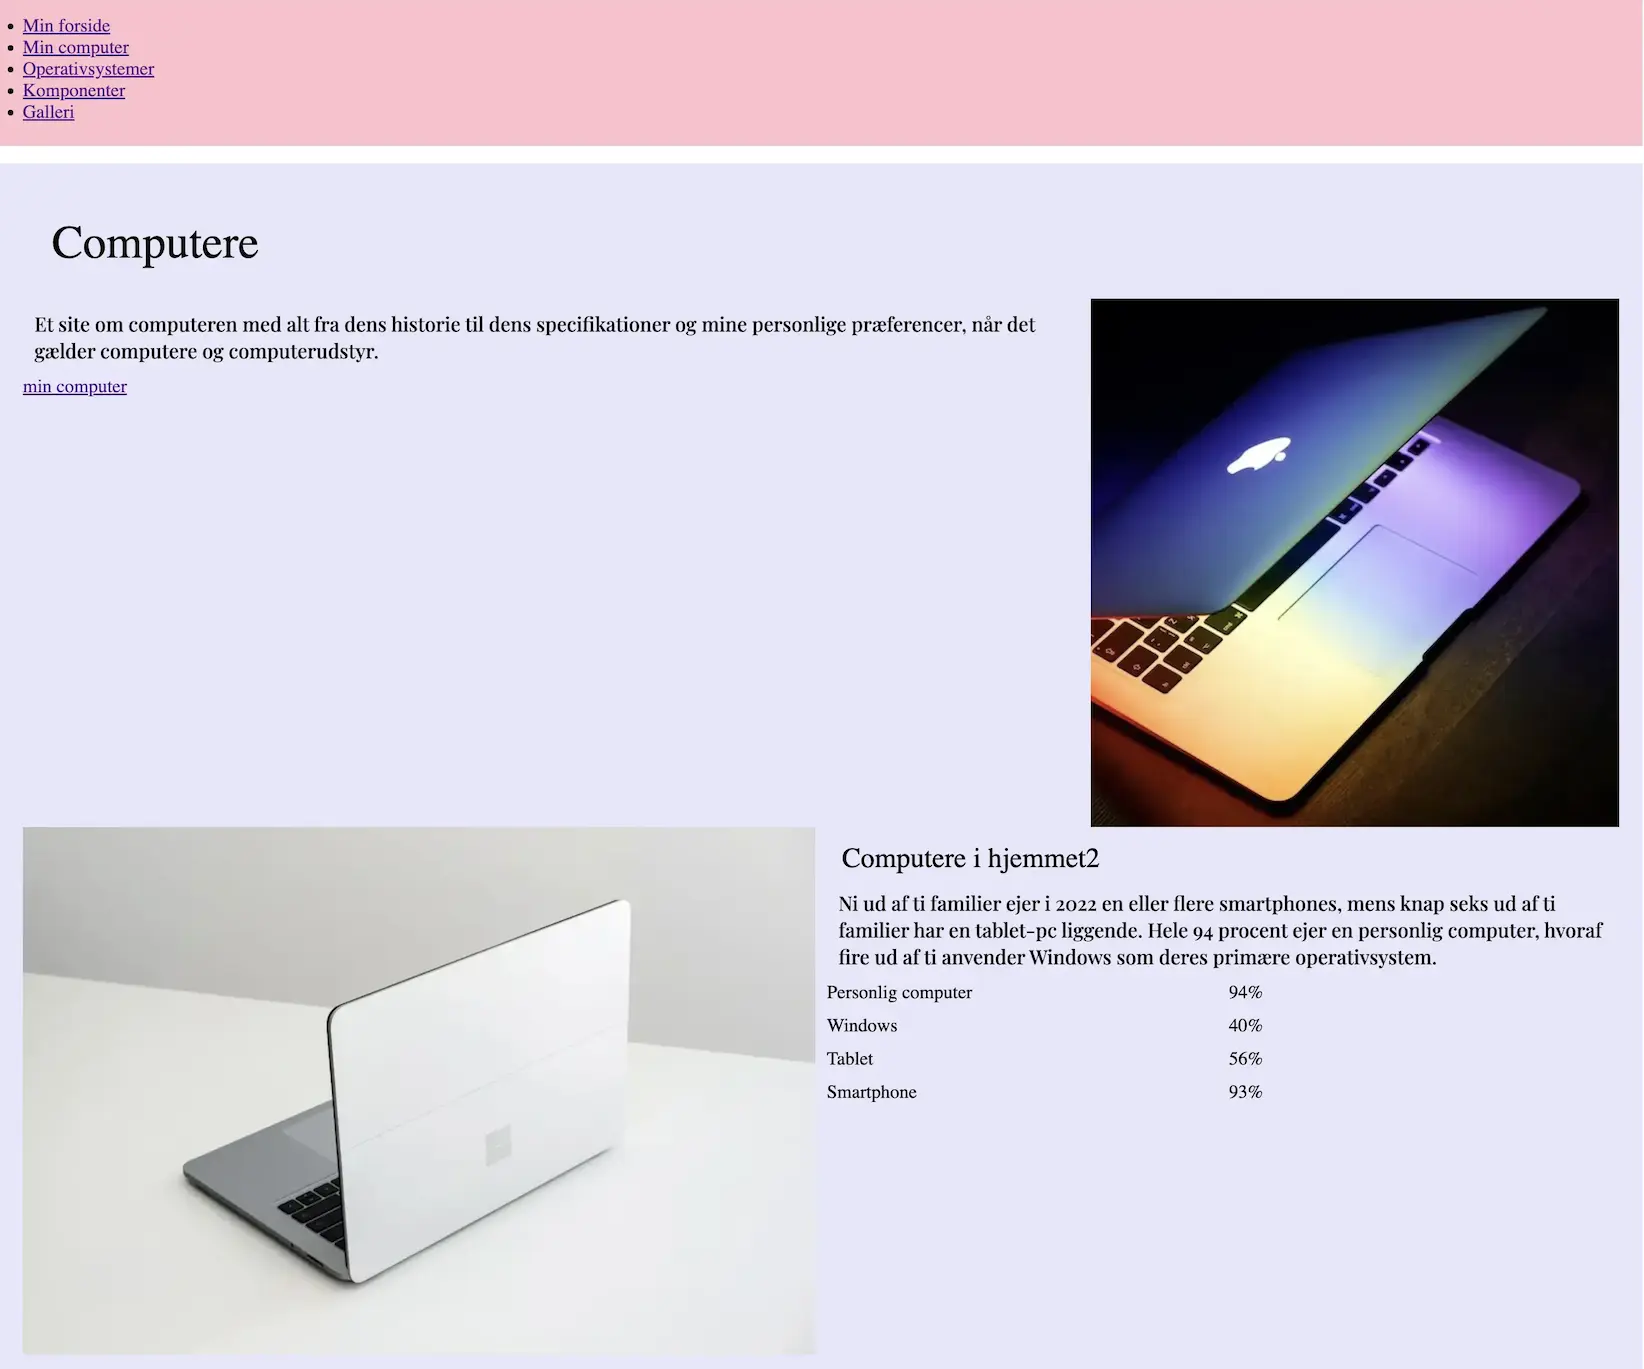 Min forside
Min computer
Operativsystemer
Komponenter
Galleri
Computere
Et site om computeren med alt fra dens historie til dens specifikationer og mine personlige præferencer, når det
gælder computere og computerudstyr.
min computer
Computere i hjemmet2
Ni ud af ti familier ejer i 2022 en eller flere smartphones, mens knap seks ud af ti
familier har en tablet-pc liggende. Hele 94 procent ejer en personlig computer, hvoraf
fire ud af ti anvender Windows som deres primære operativsystem.
Personlig computer 94%
Windows 40%
Tablet 56%
Smartphone 93%